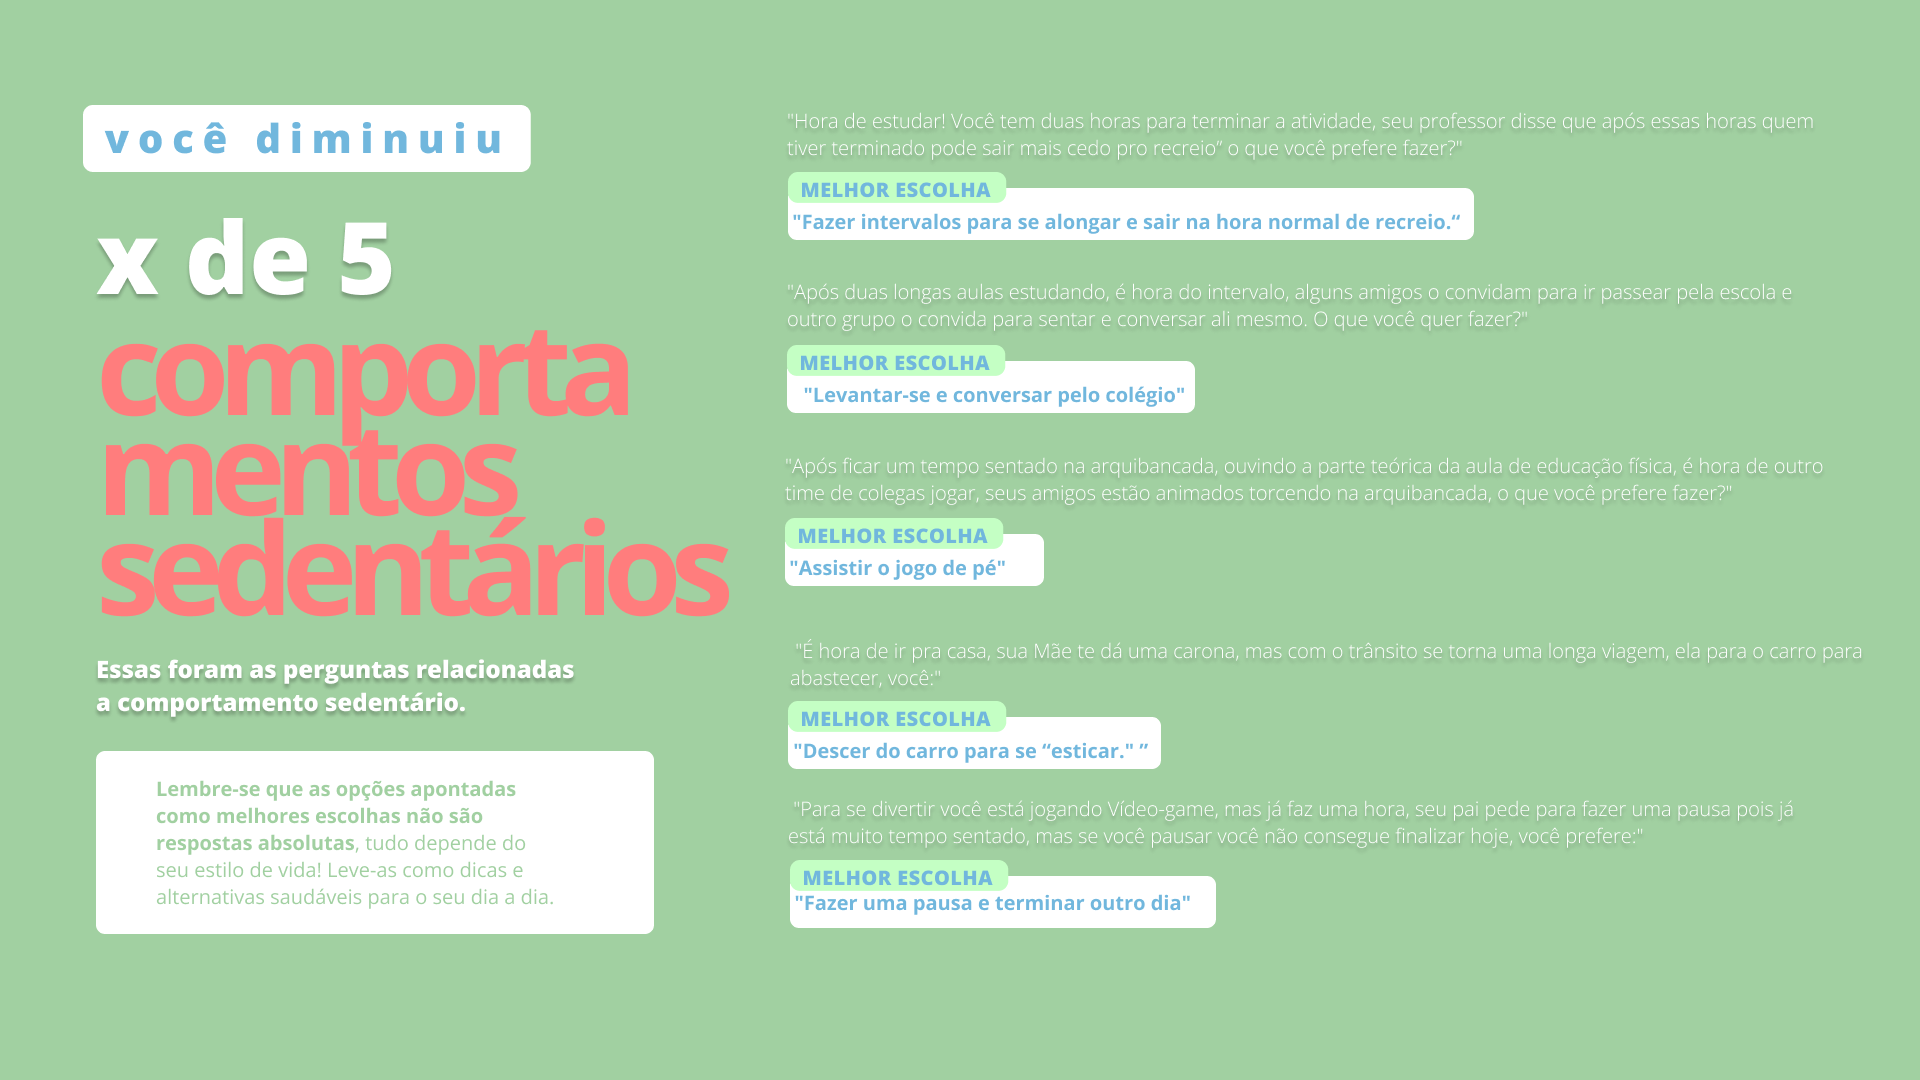 você diminuiu
x de 5
comporta
mentos
sedentários
Essas foram as perguntas relacionadas
a comportamento sedentário.
Lembre-se que as opções apontadas
como melhores escolhas não são
respostas absolutas, tudo depende do
seu estilo de vida! Leve-as como dicas e
alternativas saudáveis para o seu dia a dia.
"Hora de estudar! Você tem duas horas para terminar a atividade, seu professor disse que após essas horas quem
tiver terminado pode sair mais cedo pro recreio” o que você prefere fazer?"
MELHOR ESCOLHA
"Fazer intervalos para se alongar e sair na hora normal de recreio.“
"Após duas longas aulas estudando, é hora do intervalo, alguns amigos o convidam para ir passear pela escola e
outro grupo o convida para sentar e conversar ali mesmo. O que você quer fazer?"
MELHOR ESCOLHA
"Levantar-se e conversar pelo colégio"
"Após ficar um tempo sentado na arquibancada, ouvindo a parte teórica da aula de educação física, é hora de outro
time de colegas jogar, seus amigos estão animados torcendo na arquibancada, o que você prefere fazer?"
MELHOR ESCOLHA
"Assistir o jogo de pé"
"É hora de ir pra casa, sua Mãe te dá uma carona, mas com o trânsito se torna uma longa viagem, ela para o carro para
abastecer, você:"
MELHOR ESCOLHA
"Descer do carro para se “esticar." ”
"Para se divertir você está jogando Vídeo-game, mas já faz uma hora, seu pai pede para fazer uma pausa pois já
está muito tempo sentado, mas se você pausar você não consegue finalizar hoje, você prefere:"
MELHOR ESCOLHA
"Fazer uma pausa e terminar outro dia"